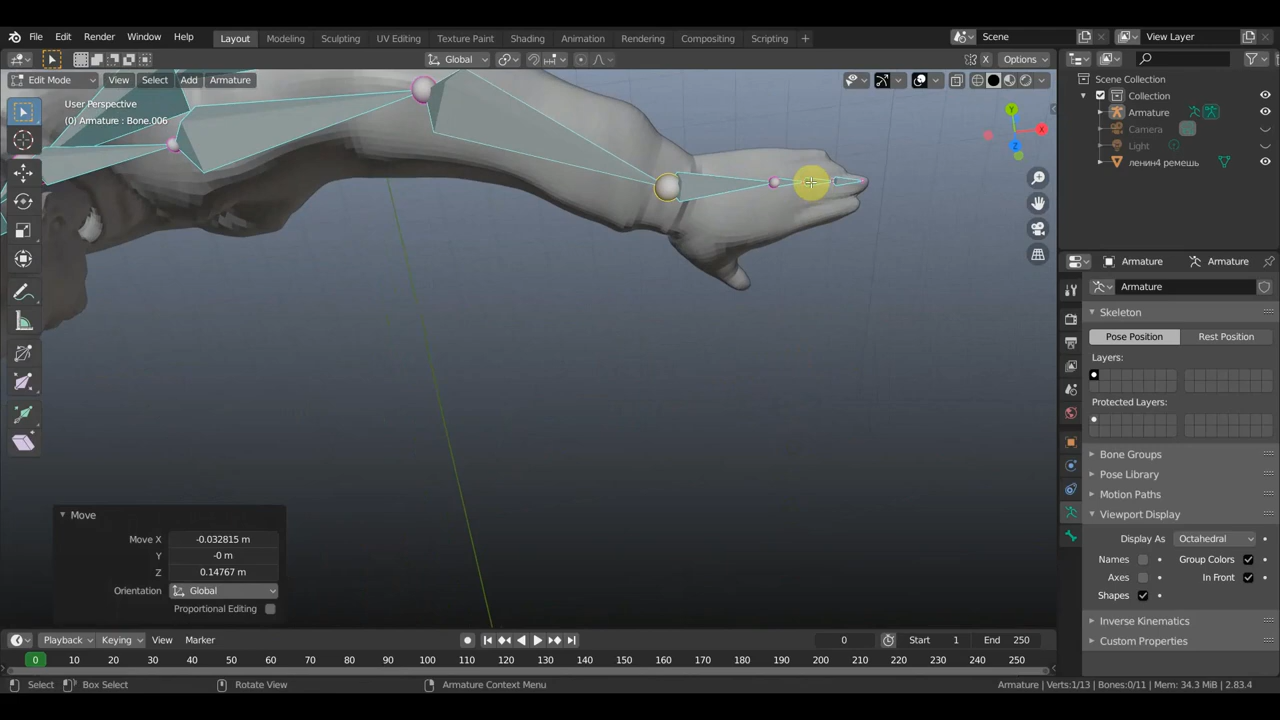 File Edit Render Window Help
Layout Modeling Sculpting UV Editing Texture Paint Shading Animation Rendering Compositing Scripting +
Scene
View Layer
Global
X
Options
Edit Mode View Select Add Armature
User Perspective
(0) Armature : Bone.006
Y
X
Z
Scene Collection
Collection
Armature
Camera
Light
ленин4 ремешь
Armature
Armature
Armature
Skeleton
Pose Position Rest Position
Layers:
Protected Layers:
Bone Groups
Pose Library
Motion Paths
Viewport Display
Display As Octahedral
Names Group Colors
Axes In Front
Shapes
Inverse Kinematics
Custom Properties
Move
Move X -0.032815 m
Y -0 m
Z 0.14767 m
Orientation Global
Proportional Editing
Playback Keying View Marker
0
Start 1 End 250
0 10 20 30 40 50 60 70 80 90 100 110 120 130 140 150 160 170 180 190 200 210 220 230 240 250
Select Box Select Rotate View Armature Context Menu
Armature | Verts:1/13 | Bones:0/11 | Mem: 34.3 MiB | 2.83.4